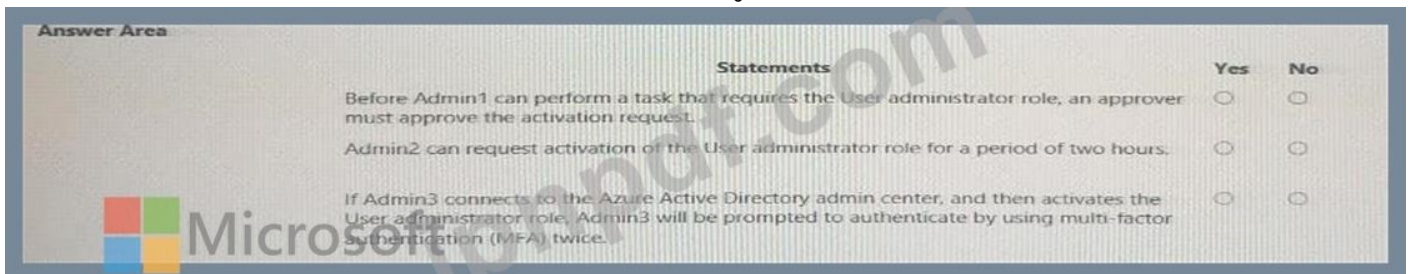 Answer Area
Statements Yes No
Before Admin1 can perform a task that requires the User administrator role, an approver
must approve the activation request.
Admin2 can request activation of the User administrator role for a period of two hours.
If Admin3 connects to the Azure Active Directory admin center, and then activates the
User administrator role, Admin3 will be prompted to authenticate by using multi-factor
authentication (MFA) twice.
Microsoft